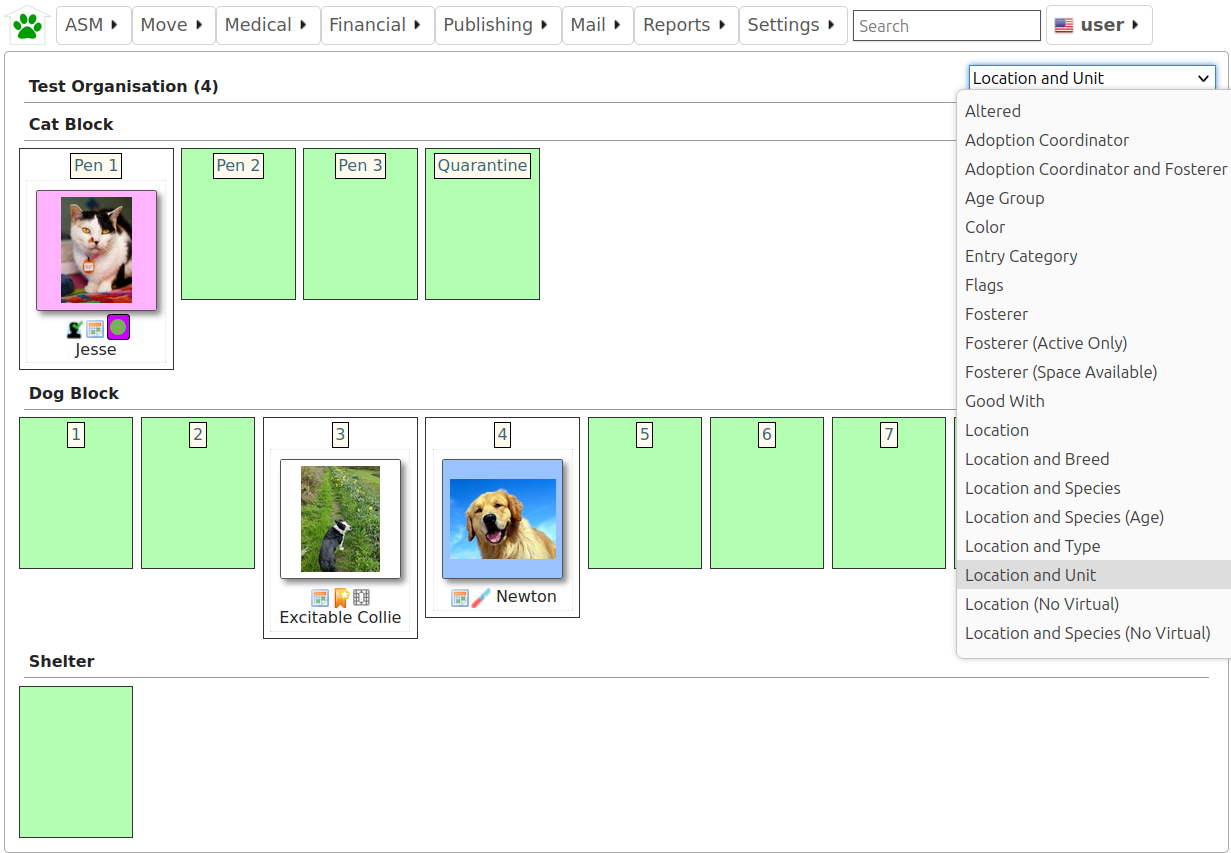 ASM Move Medical Financial Publishing Mail Reports Settings Search user
Test Organisation (4)
Location and Unit
Cat Block
Pen 1 Pen 2 Pen 3 Quarantine
Jesse
Dog Block
1 2 3 4 5 6 7
Newton
Excitable Collie
Shelter
Altered
Adoption Coordinator
Adoption Coordinator and Fosterer
Age Group
Color
Entry Category
Flags
Fosterer
Fosterer (Active Only)
Fosterer (Space Available)
Good With
Location
Location and Breed
Location and Species
Location and Species (Age)
Location and Type
Location and Unit
Location (No Virtual)
Location and Species (No Virtual)